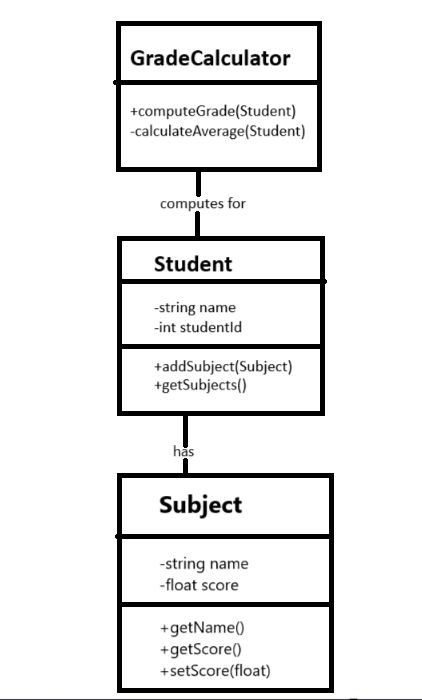 GradeCalculator
+computeGrade(Student)
-calculateAverage(Student)
computes for
Student
-string name
-int studentId
+addSubject(Subject)
+getSubjects()
has
Subject
-string name
-float score
+getName()
+getScore()
+setScore(float)